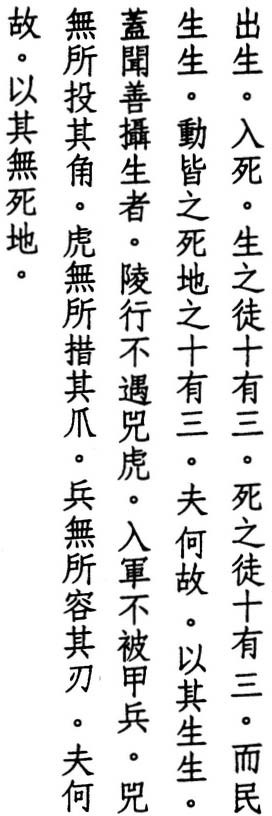 出生。入死。生之徒十有三。死之徒十有三。而民
生生。動皆之死地之十有三。夫何故。以其生生。
蓋聞善攝生者。陵行不遇兕虎。入軍不被甲兵。兕
無所投其角。虎無所措其爪。兵無所容其刃。夫何
故。以其無死地。